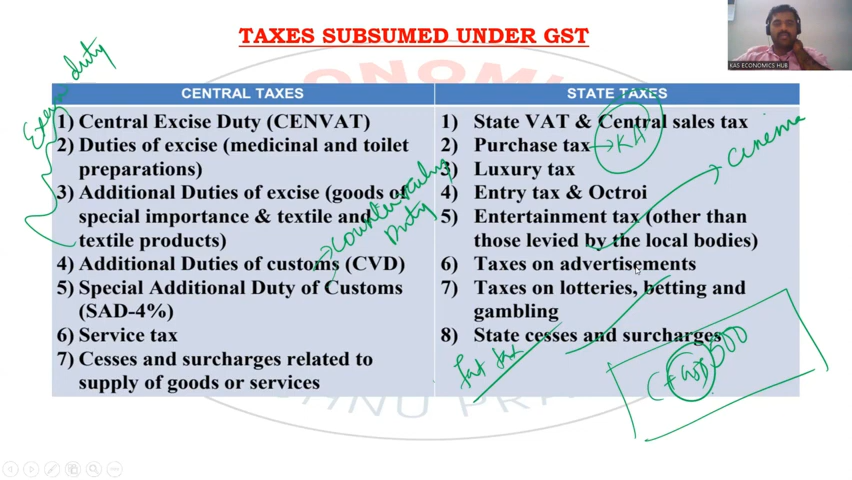 TAXES SUBSUMED UNDER GST
KAS ECONOMICS HUB
CENTRAL TAXES
1) Central Excise Duty (CENVAT)
2) Duties of excise (medicinal and toilet
preparations)
3) Additional Duties of excise (goods of
special importance & textile and
textile products)
4) Additional Duties of customs (CVD)
5) Special Additional Duty of Customs
(SAD-4%)
6) Service tax
7) Cesses and surcharges related to
supply of goods or services
STATE TAXES
1) State VAT & Central sales tax
2) Purchase tax
3) Luxury tax
4) Entry tax & Octroi
5) Entertainment tax (other than
those levied by the local bodies)
6) Taxes on advertisements
7) Taxes on lotteries, betting and
gambling
8) State cesses and surcharges
duty
Countervailing
Duty
KA
cinema
500